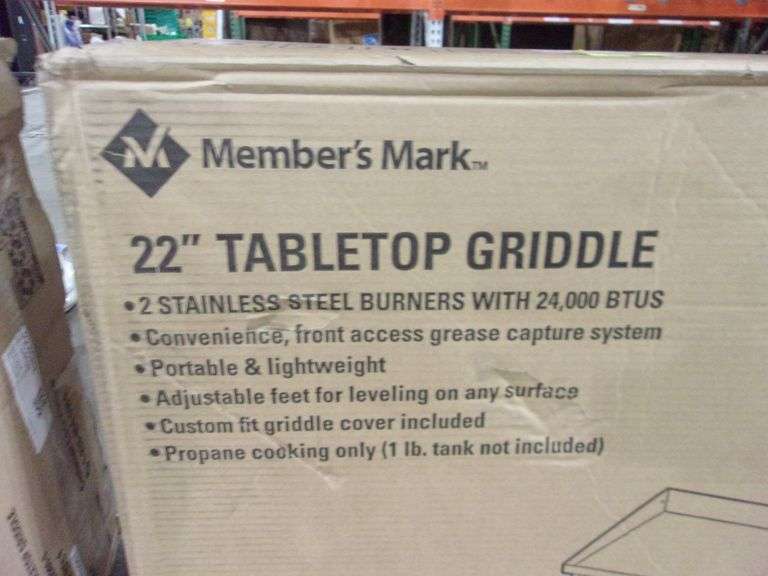 Member's Mark™
22" TABLETOP GRIDDLE
• 2 STAINLESS STEEL BURNERS WITH 24,000 BTUS
• Convenience, front access grease capture system
• Portable & lightweight
• Adjustable feet for leveling on any surface
• Custom fit griddle cover included
• Propane cooking only (1 lb. tank not included)